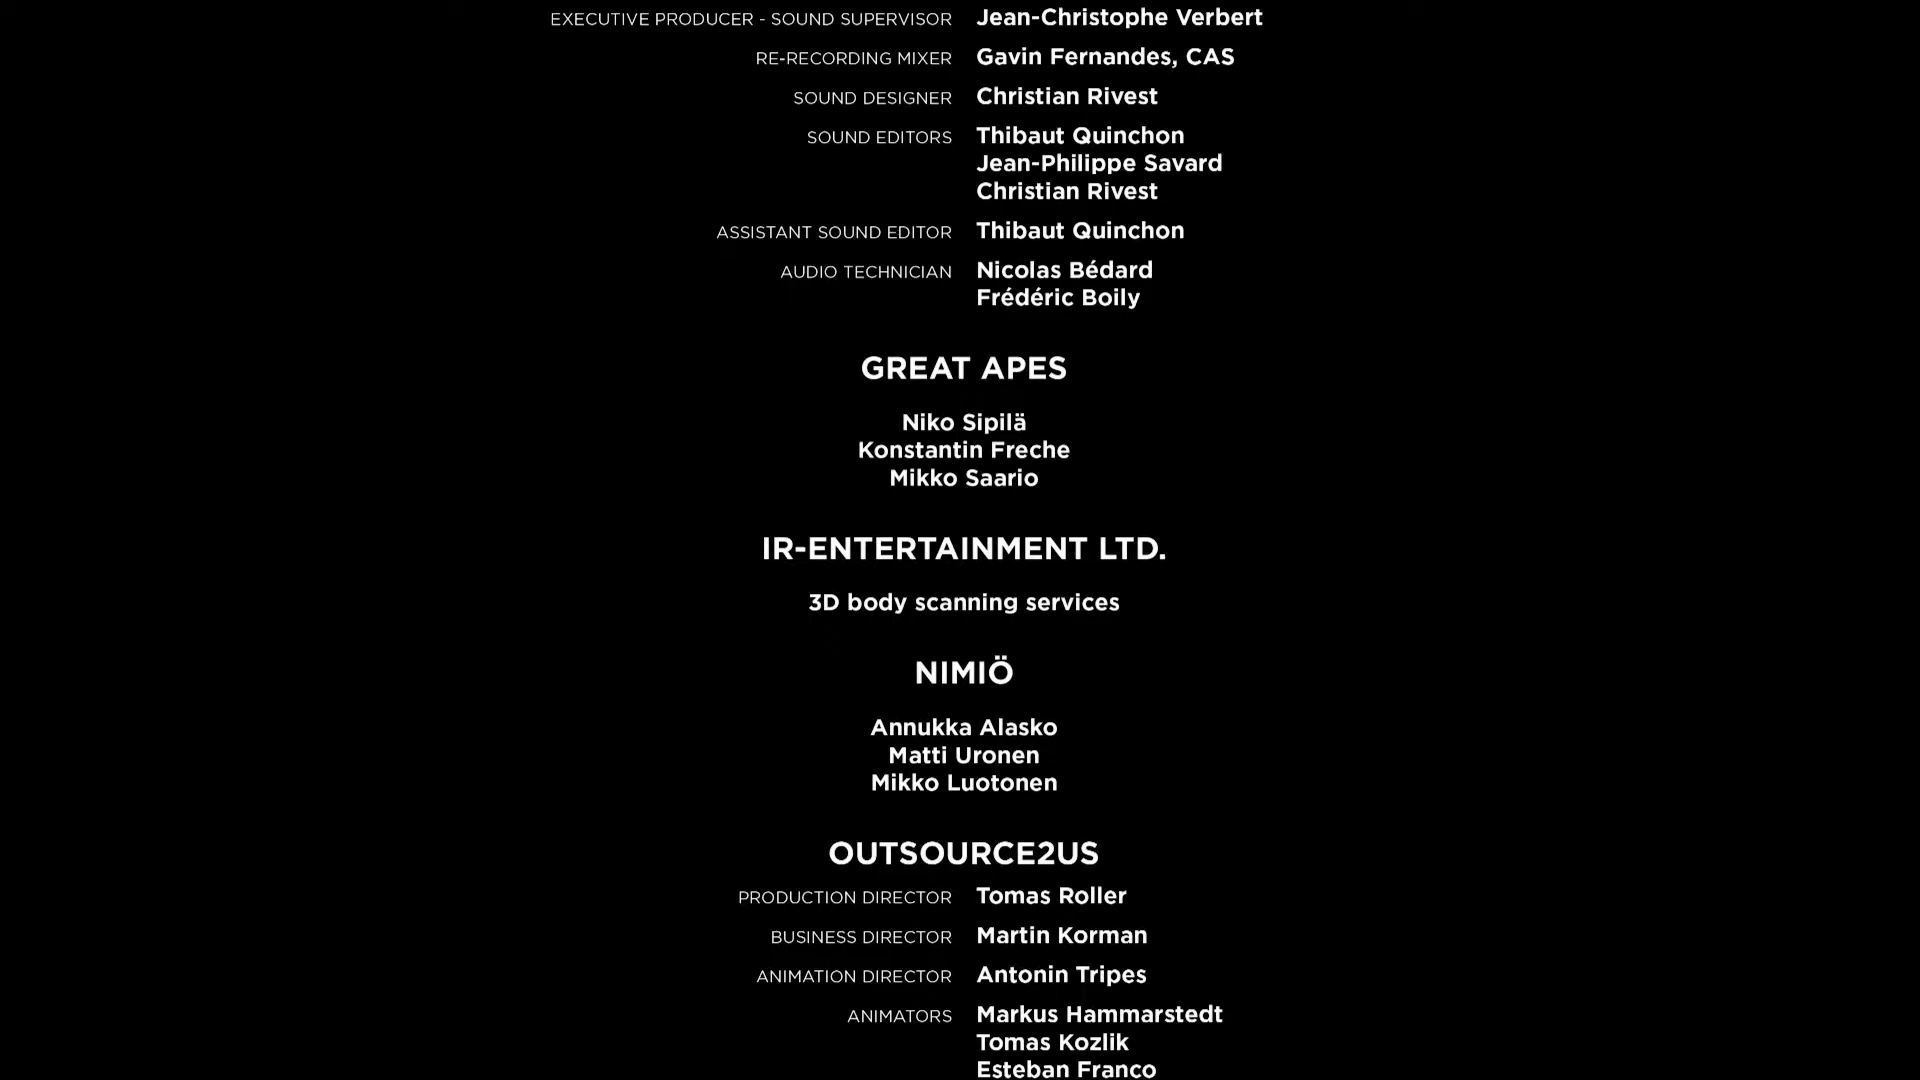 EXECUTIVE PRODUCER - SOUND SUPERVISOR Jean-Christophe Verbert
RE-RECORDING MIXER Gavin Fernandes, CAS
SOUND DESIGNER Christian Rivest
SOUND EDITORS Thibaut Quinchon
Jean-Philippe Savard
Christian Rivest
ASSISTANT SOUND EDITOR Thibaut Quinchon
AUDIO TECHNICIAN Nicolas Bédard
Frédéric Boily
GREAT APES
Niko Sipilä
Konstantin Freche
Mikko Saario
IR-ENTERTAINMENT LTD.
3D body scanning services
NIMIÖ
Annukka Alasko
Matti Uronen
Mikko Luotonen
OUTSOURCE2US
PRODUCTION DIRECTOR Tomas Roller
BUSINESS DIRECTOR Martin Korman
ANIMATION DIRECTOR Antonin Tripes
ANIMATORS Markus Hammarstedt
Tomas Kozlik
Esteban Franco